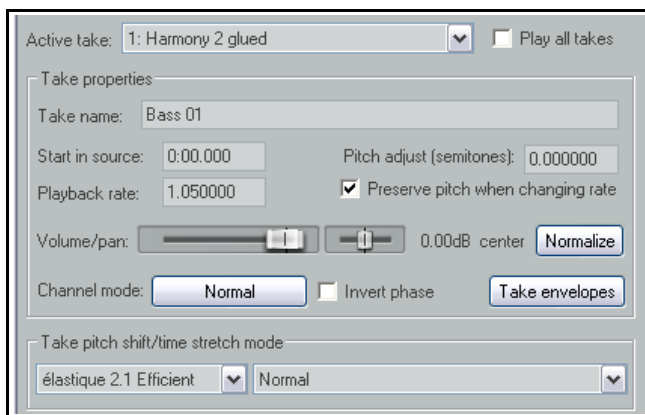 Active take: 1: Harmony 2 glued Play all takes
Take properties
Take name: Bass 01
Start in source: 0:00.000 Pitch adjust (semitones): 0.000000
Playback rate: 1.050000 Preserve pitch when changing rate
Volume/pan: 0.00dB center Normalize
Channel mode: Normal Invert phase Take envelopes
Take pitch shift/time stretch mode
élastique 2.1 Efficient Normal